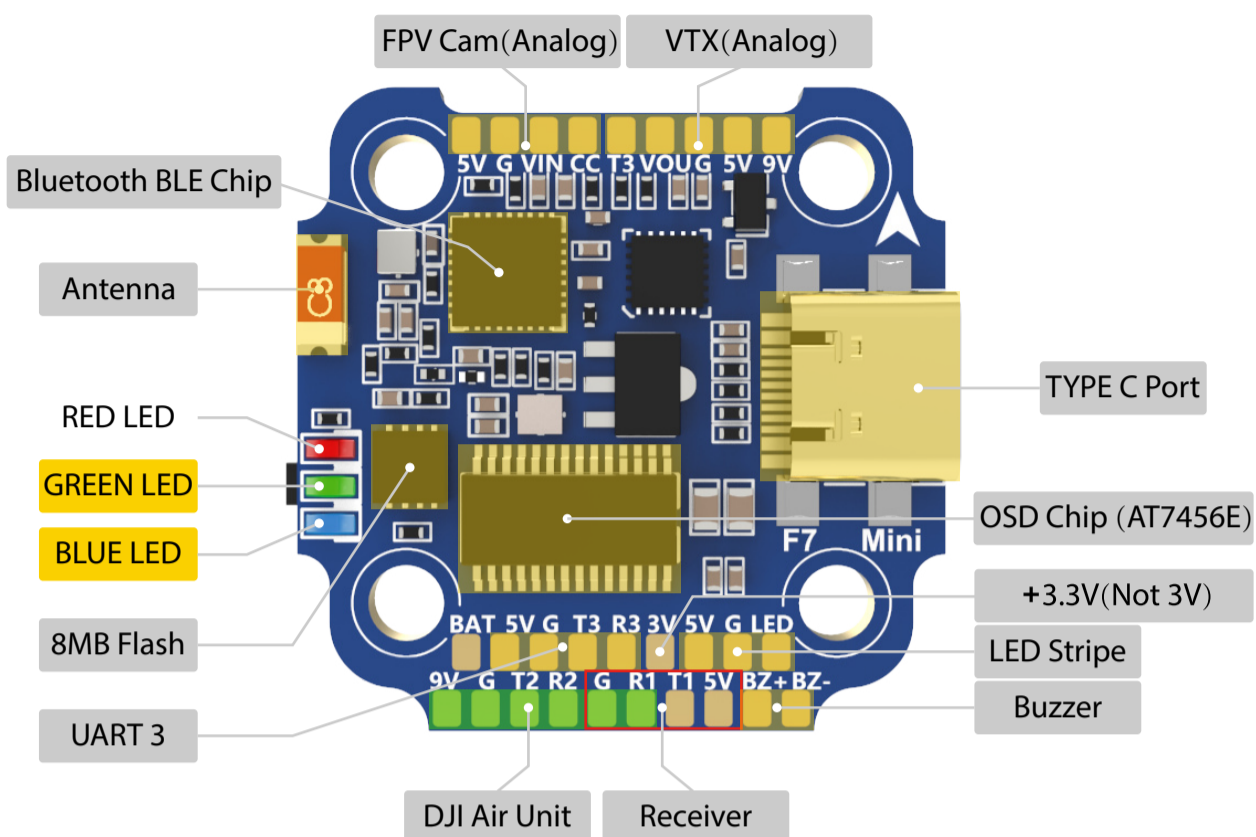 FPV Cam(Analog) VTX(Analog)
5V G VIN CC T3 VOU G 5V 9V
Bluetooth BLE Chip
Antenna
C8
TYPE C Port
RED LED
GREEN LED
BLUE LED
OSD Chip (AT7456E)
F7 Mini
+3.3V(Not 3V)
8MB Flash
BAT 5V G T3 R3 3V 5V G LED
LED Stripe
9V G T2 R2 G R1 T1 5V BZ+ BZ-
Buzzer
UART 3
DJI Air Unit Receiver